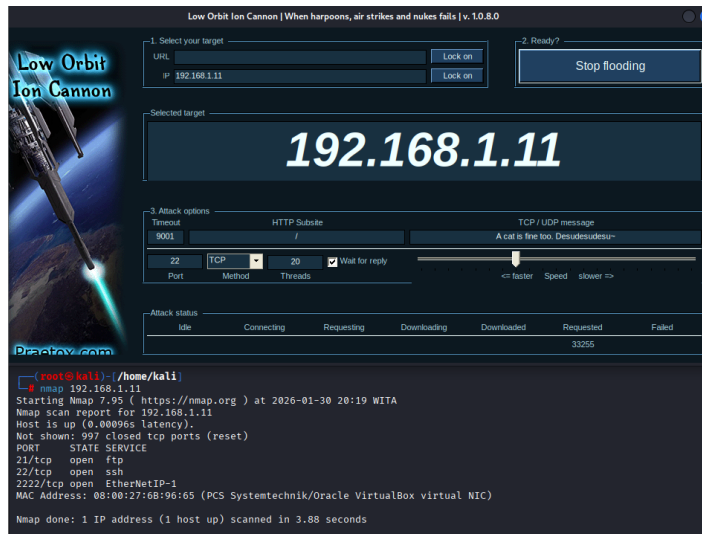 Low Orbit Ion Cannon | When harpoons, air strikes and nukes fails | v. 1.0.8.0
Low Orbit
Ion Cannon
Praetox.com
1. Select your target
URL Lock on
IP 192.168.1.11 Lock on
2. Ready?
Stop flooding
Selected target
192.168.1.11
3. Attack options
Timeout HTTP Subsite TCP / UDP message
9001 / A cat is fine too. Desudesudesu~
22 TCP 20 Wait for reply
Port Method Threads <= faster Speed slower =>
Attack status
Idle Connecting Requesting Downloading Downloaded Requested Failed
33255
(root㉿kali)-[/home/kali]
# nmap 192.168.1.11
Starting Nmap 7.95 ( https://nmap.org ) at 2026-01-30 20:19 WITA
Nmap scan report for 192.168.1.11
Host is up (0.00096s latency).
Not shown: 997 closed tcp ports (reset)
PORT STATE SERVICE
21/tcp open ftp
22/tcp open ssh
2222/tcp open EtherNetIP-1
MAC Address: 08:00:27:6B:96:65 (PCS Systemtechnik/Oracle VirtualBox virtual NIC)
Nmap done: 1 IP address (1 host up) scanned in 3.88 seconds